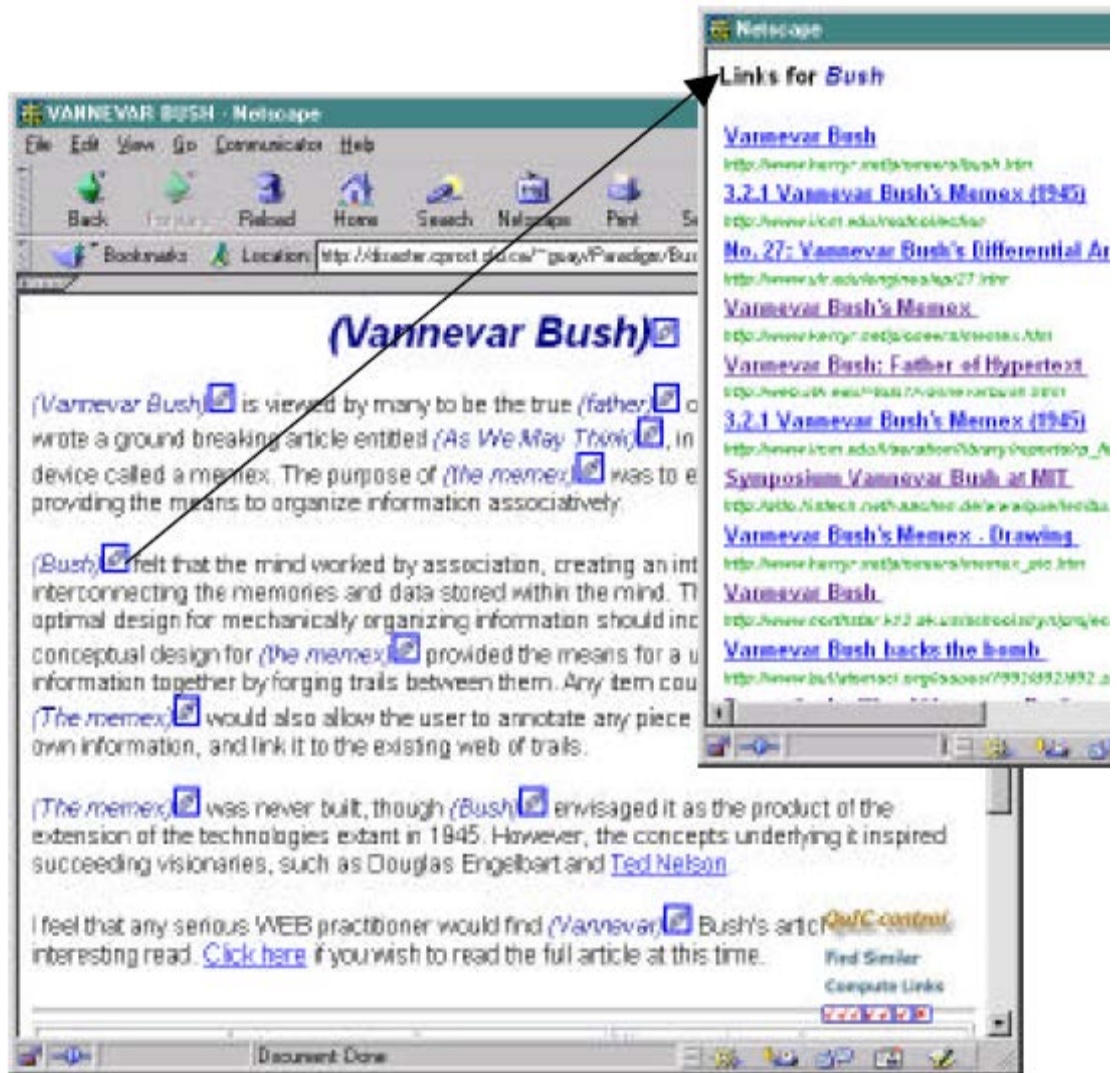 VANNEVAR BUSH - Netscape
File Edit View Go Communicator Help
Back Forward Reload Home Search Netscape Print
Bookmarks Location:
(Vannevar Bush)
(Vannevar Bush) is viewed by many to be the true (father)
wrote a ground breaking article entitled (As We May Think), in
device called a memex. The purpose of (the memex) was to e
providing the means to organize information associatively.
(Bush) felt that the mind worked by association, creating an int
interconnecting the memories and data stored within the mind. Th
optimal design for mechanically organizing information should inc
conceptual design for (the memex) provided the means for a u
information together by forging trails between them. Any item cou
(The memex) would also allow the user to annotate any piece
own information, and link it to the existing web of trails.
(The memex) was never built, though (Bush) envisaged it as the product of the
extension of the technologies extant in 1945. However, the concepts underlying it inspired
succeeding visionaries, such as Douglas Engelbart and Ted Nelson.
I feel that any serious WEB practitioner would find (Vannevar) Bush's artic
interesting read. Click here if you wish to read the full article at this time.
QuIC control
Find Similar
Compute Links
Document Done
Netscape
Links for Bush
Vannevar Bush
3.2.1 Vannevar Bush's Memex (1945)
No. 27: Vannevar Bush's Differential An
Vannevar Bush's Memex
Vannevar Bush: Father of Hypertext
3.2.1 Vannevar Bush's Memex (1945)
Symposium Vannevar Bush at MIT
Vannevar Bush's Memex - Drawing
Vannevar Bush
Vannevar Bush backs the bomb